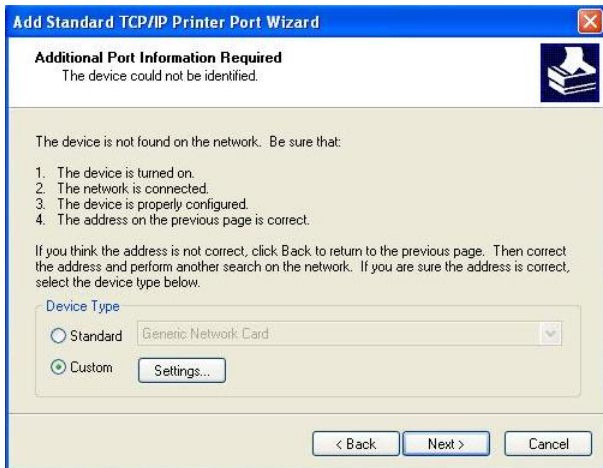 Add Standard TCP/IP Printer Port Wizard
Additional Port Information Required
The device could not be identified.
The device is not found on the network. Be sure that:
1. The device is turned on.
2. The network is connected.
3. The device is properly configured.
4. The address on the previous page is correct.
If you think the address is not correct, click Back to return to the previous page. Then correct
the address and perform another search on the network. If you are sure the address is correct,
select the device type below.
Device Type
Standard Generic Network Card
Custom Settings...
< Back Next > Cancel